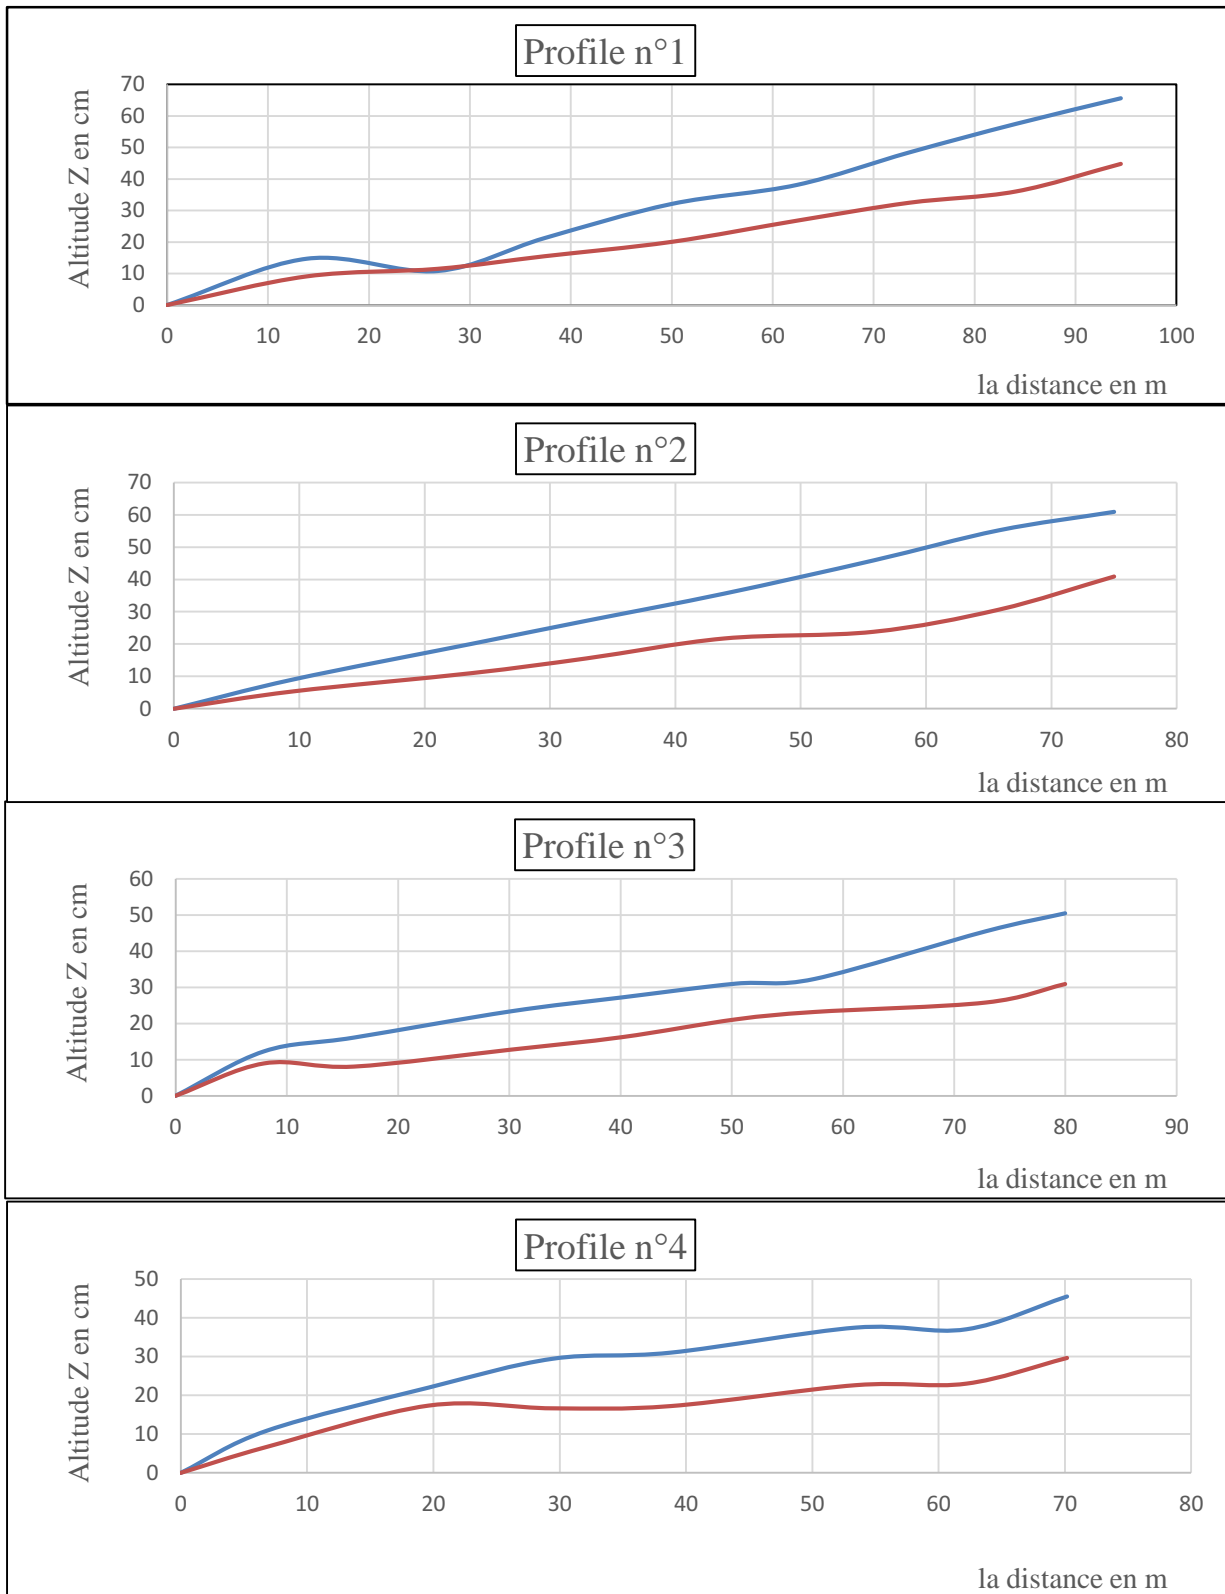 Profile n°1
Altitude Z en cm
70
60
50
40
30
20
10
0
0 10 20 30 40 50 60 70 80 90 100
la distance en m
Profile n°2
Altitude Z en cm
70
60
50
40
30
20
10
0
0 10 20 30 40 50 60 70 80
la distance en m
Profile n°3
Altitude Z en cm
60
50
40
30
20
10
0
0 10 20 30 40 50 60 70 80 90
la distance en m
Profile n°4
Altitude Z en cm
50
40
30
20
10
0
0 10 20 30 40 50 60 70 80
la distance en m